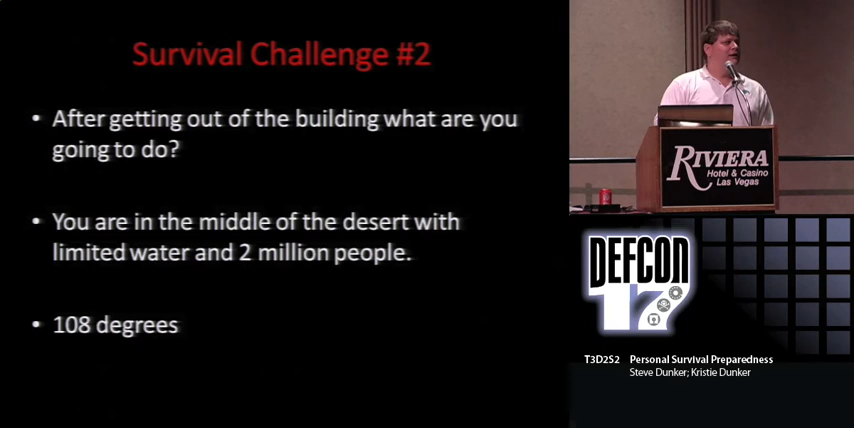 Survival Challenge #2
• After getting out of the building what are you
going to do?
• You are in the middle of the desert with
limited water and 2 million people.
• 108 degrees
RIVIERA
Hotel & Casino
Las Vegas
DEFCON
17
T3D2S2 Personal Survival Preparedness
Steve Dunker; Kristie Dunker